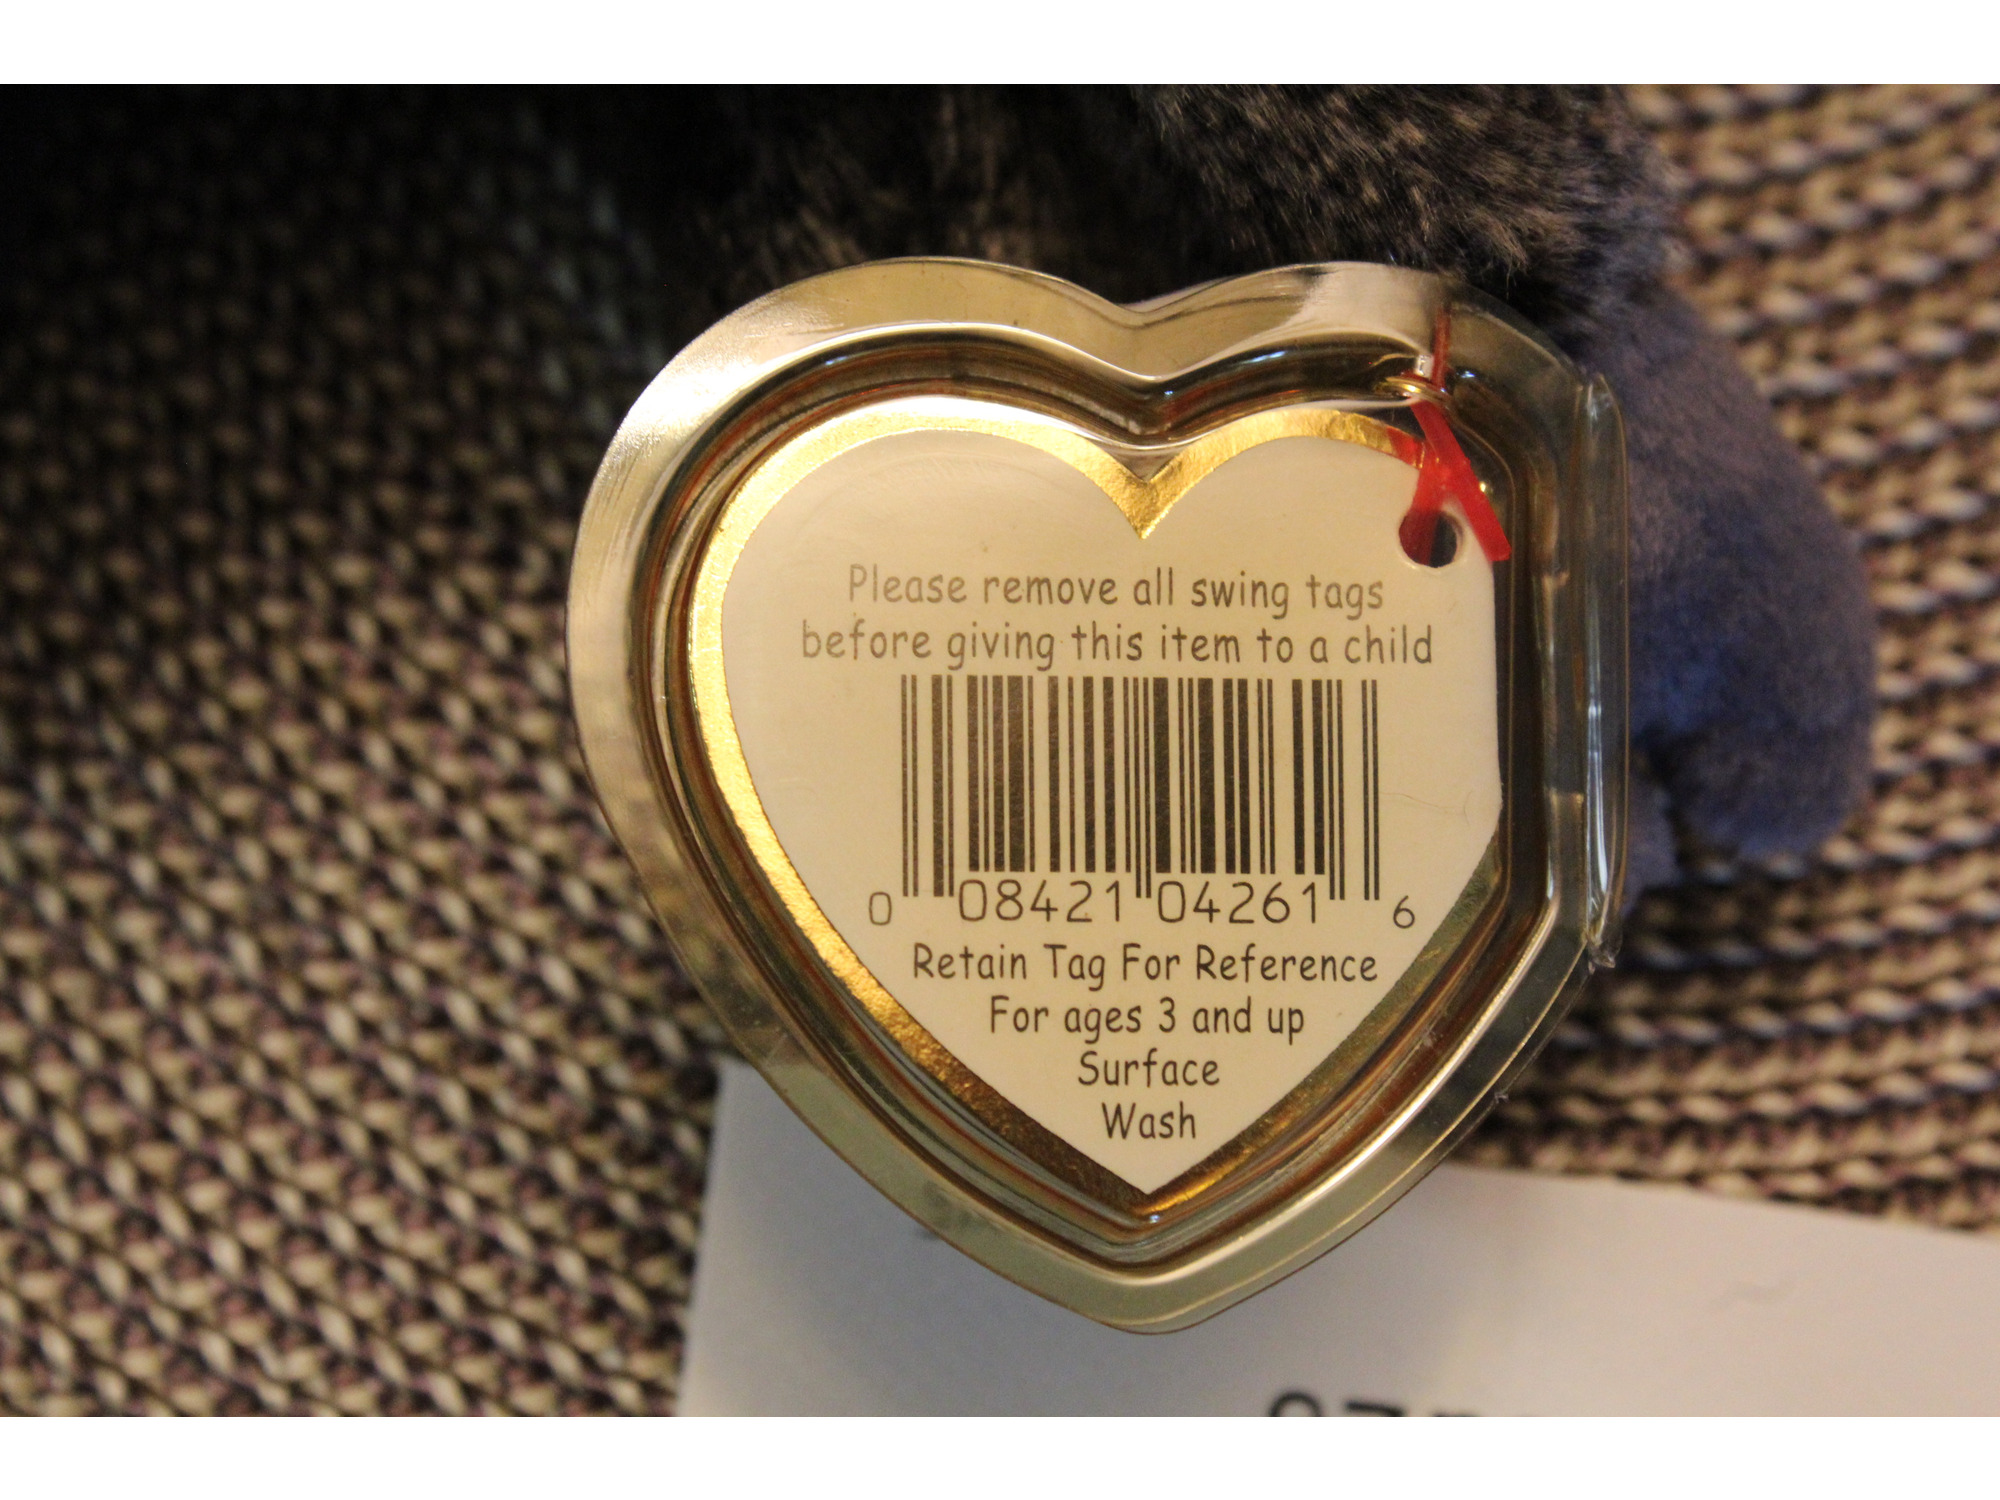 Please remove all swing tags
before giving this item to a child
0 08421 04261 6
Retain Tag For Reference
For ages 3 and up
Surface
Wash